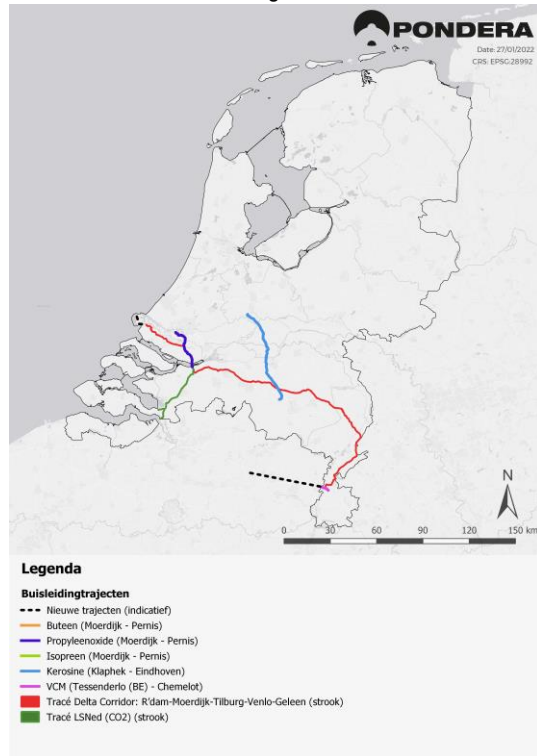 PONDERA
Date: 27/01/2022
CRS: EPSG:28992
N
0 30 60 90 120 150 km
Legenda
Buisleidingtrajecten
Nieuwe trajecten (indicatief)
Buteen (Moerdijk - Pernis)
Propyleenoxide (Moerdijk - Pernis)
Isopreen (Moerdijk - Pernis)
Kerosine (Klaphek - Eindhoven)
VCM (Tessenderlo (BE) - Chemelot)
Tracé Delta Corridor: R'dam-Moerdijk-Tilburg-Venlo-Geleen (strook)
Tracé LSNed (CO2) (strook)